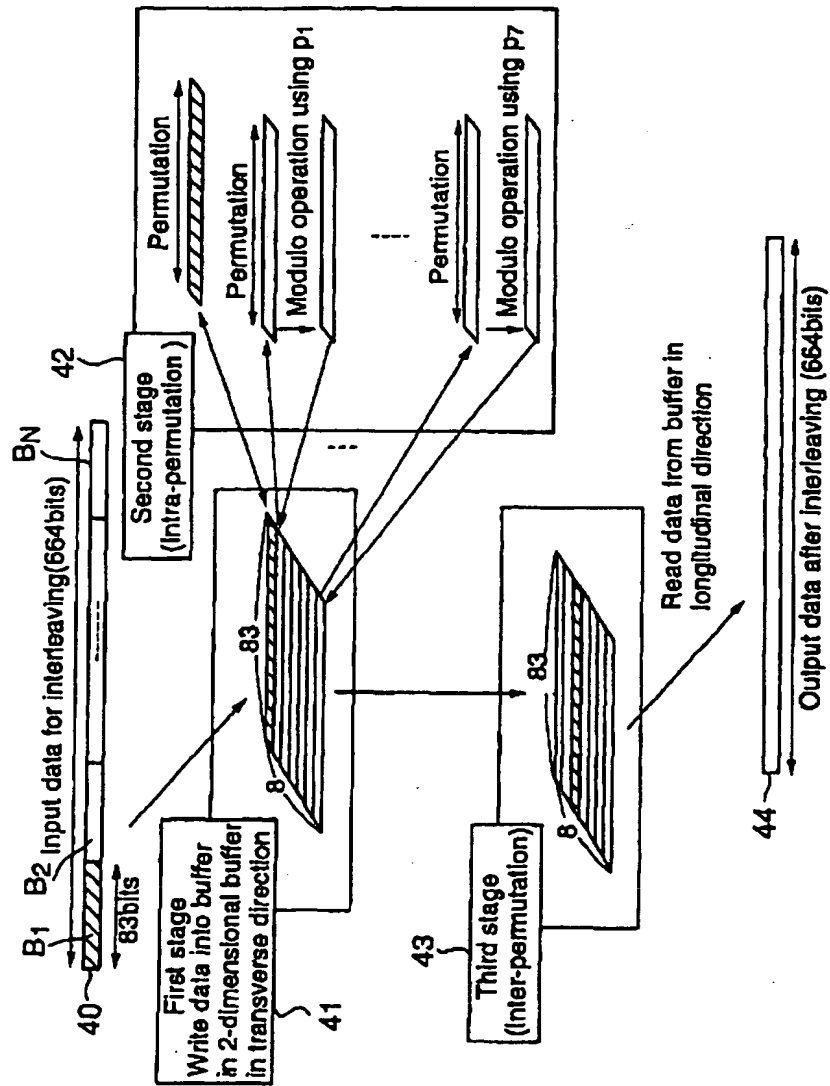 40
B1
B2
BN
Input data for interleaving(664bits)
83bits
First stage
Write data into buffer
in 2-dimensional buffer
in transverse direction
41
83
8
42
Second stage
(Intra-permutation )
Permutation
Permutation
Modulo operation using p1
Permutation
Modulo operation using p7
43
Third stage
(Inter-permutation)
83
8
Read data from buffer in
longitudinal direction
44
Output data after interleaving (664bits)